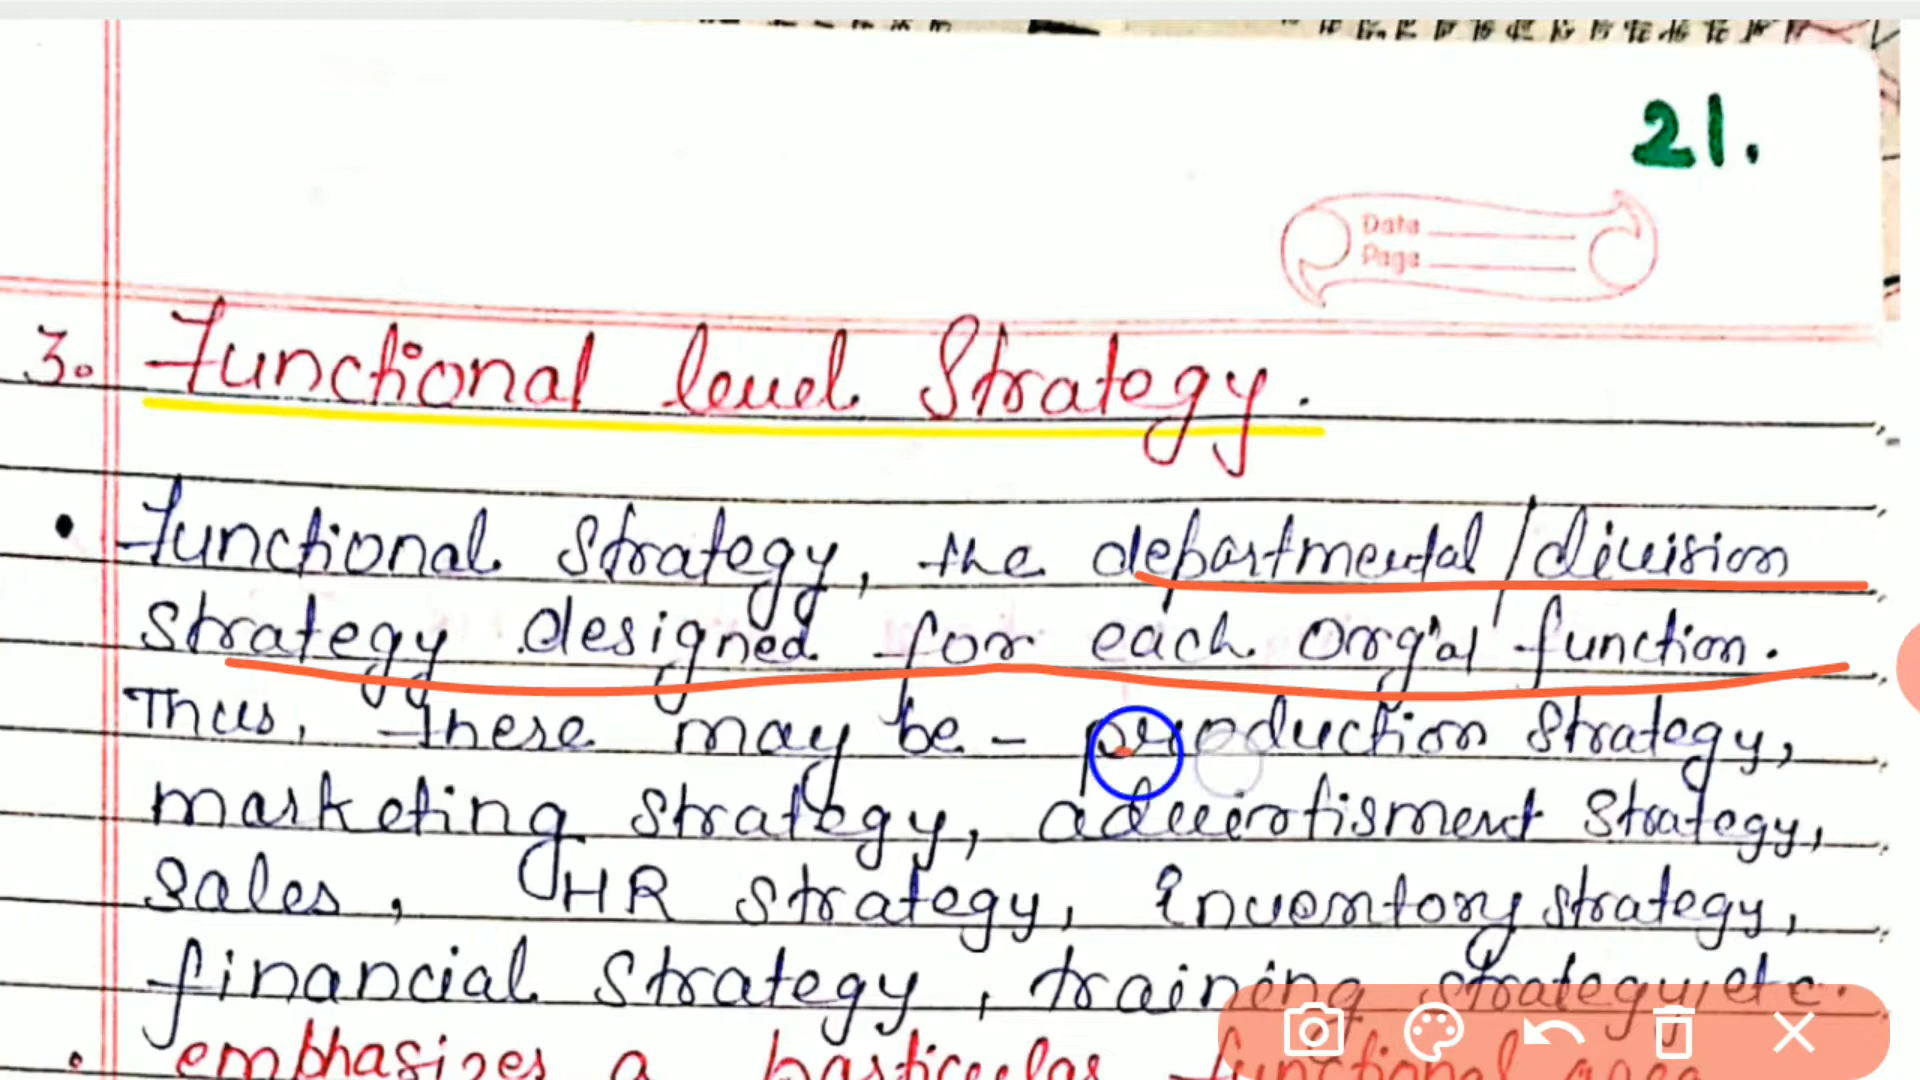 21.
Date
Page
3. Functional level Strategy.
• Functional Strategy, the departmental/division
strategy designed for each Org'al function.
Thus, these may be - production Strategy,
marketing strategy, advertisment Strategy,
Sales, HR strategy, Inventory strategy,
financial strategy, training strategy, etc.
• emphasizes a particular functional area